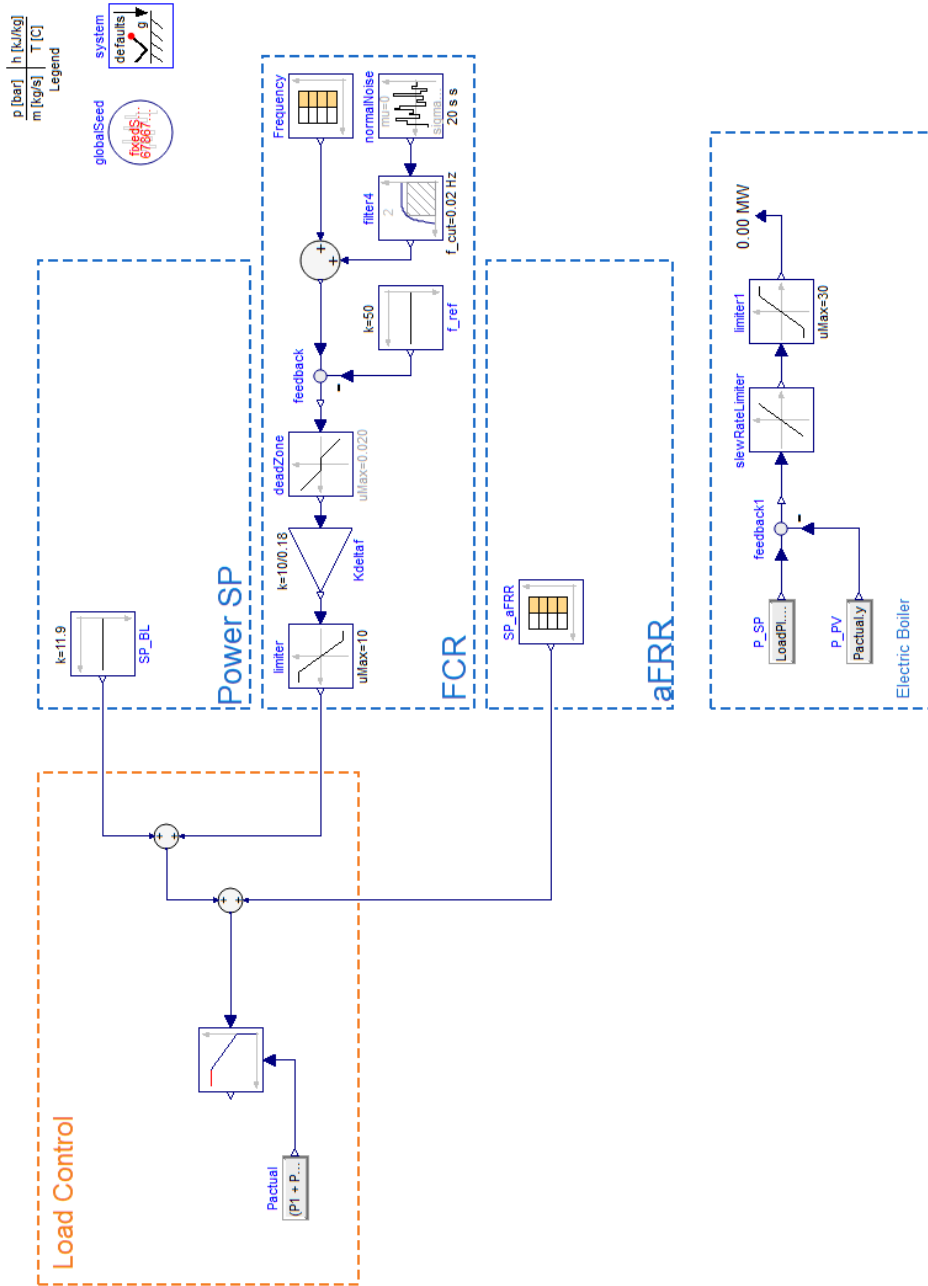 Load Control
Pactual
(P1 + P...
k=11.9
SP_BL
Power SP
limiter
uMax=10
k=10/0.18
Kdeltaf
deadZone
uMax=0.020
feedback
-
k=50
f_ref
+
+
filter4
2
f_cut=0.02 Hz
Frequency
normalNoise
mu=0
sigma...
20 s s
FCR
SP_aFRR
aFRR
+
+
+
+
P_SP
LoadPl...
P_PV
Pactual.y
feedback1
-
slewRateLimiter
limiter1
uMax=30
0.00 MW
Electric Boiler
globalSeed
fixedS...
67867...
system
defaults
g
p [bar] h [kJ/kg]
m [kg/s] T [C]
Legend